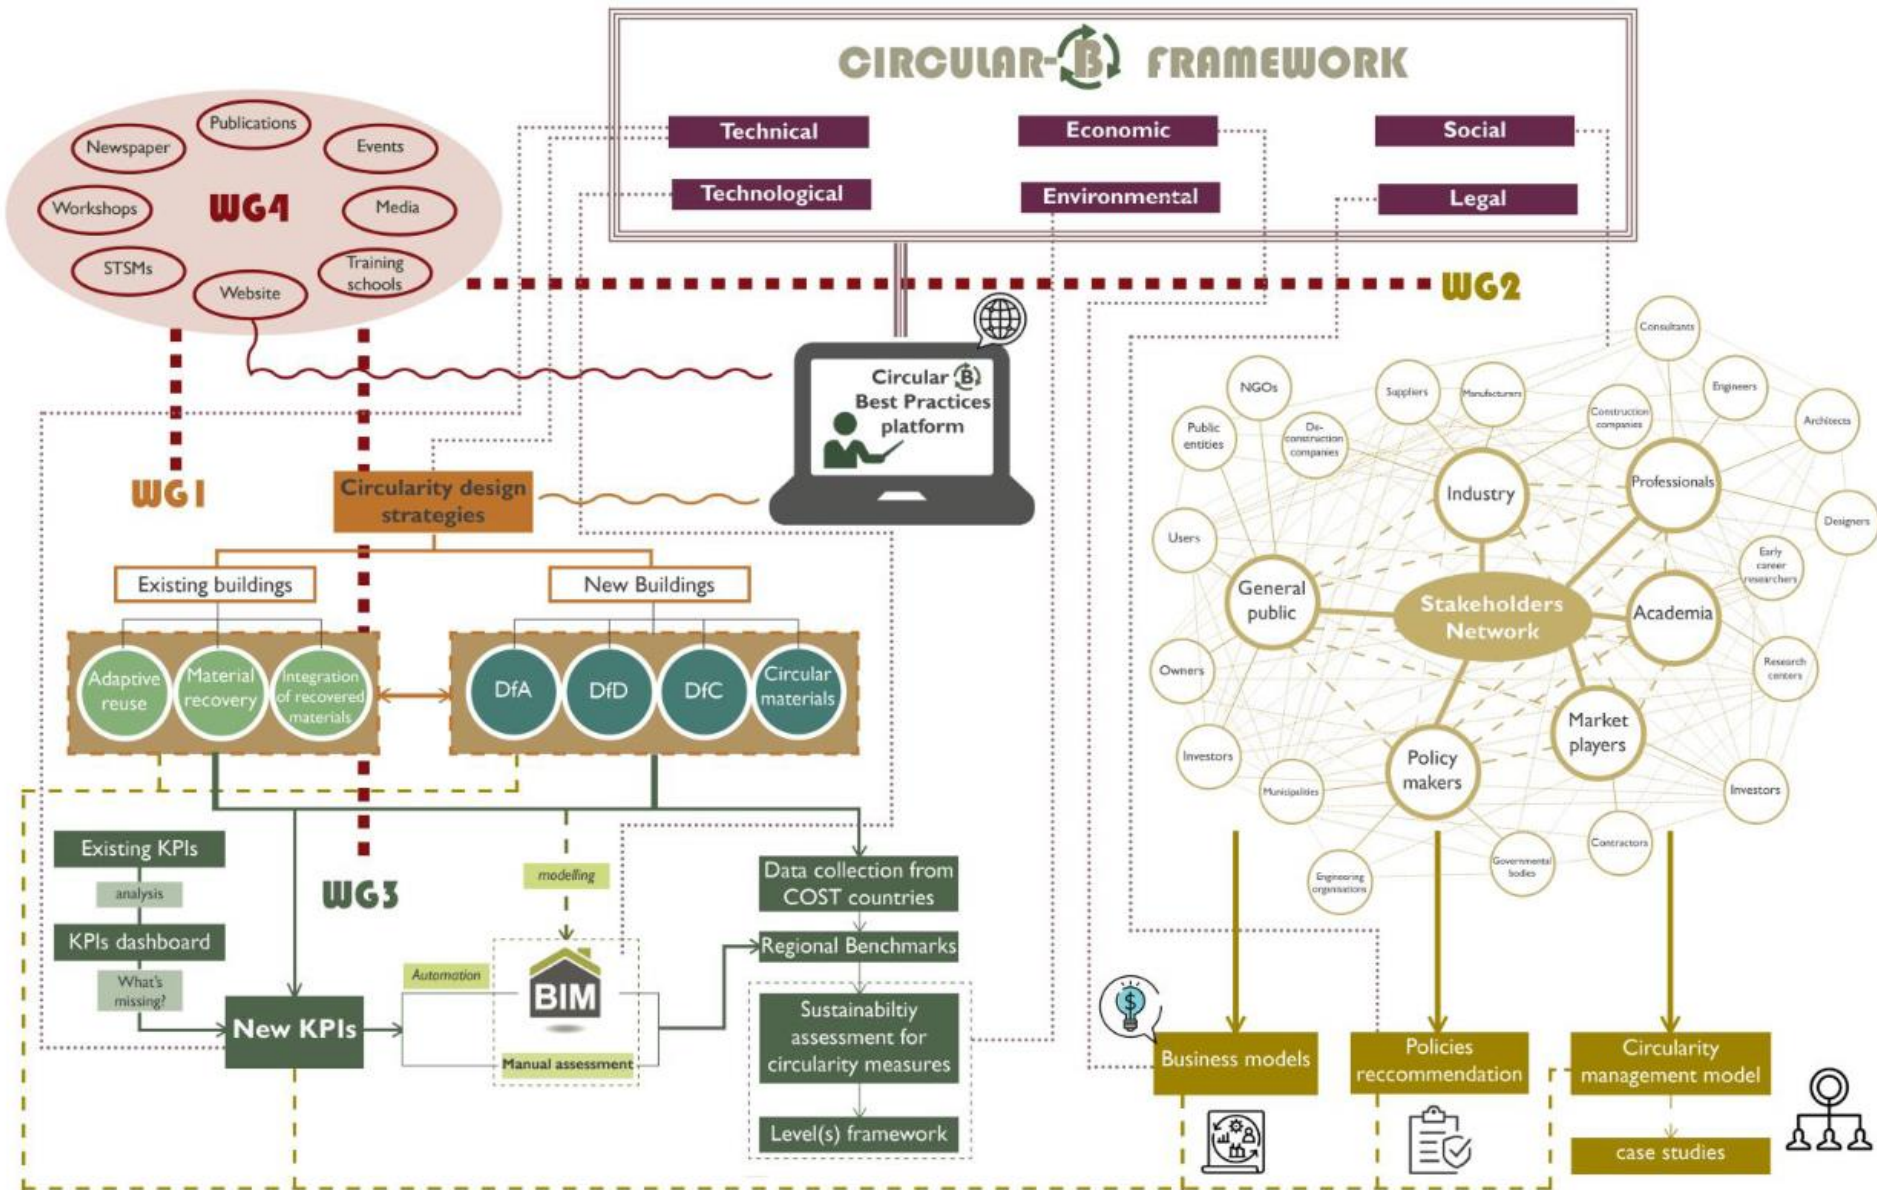 CIRCULAR-B FRAMEWORK
Technical
Economic
Social
Technological
Environmental
Legal
Publications
Newspaper
Events
Workshops
WG4
Media
STSMs
Training
schools
Website
WG2
WG1
Circular B
Best Practices
platform
Circularity design
strategies
Existing buildings
New Buildings
Adaptive
reuse
Material
recovery
Integration
of recovered
materials
DfA
DfD
DfC
Circular
materials
Existing KPIs
analysis
KPIs dashboard
What's
missing?
New KPIs
WG3
modelling
Automation
BIM
Manual assessment
Data collection from
COST countries
Regional Benchmarks
Sustainabiltiy
assessment for
circularity measures
Level(s) framework
Consultants
NGOs
Suppliers
Manufacturers
Engineers
Construction
companies
Architects
Public
entities
De-
construction
companies
Industry
Professionals
Designers
Users
Early
career
researchers
General
public
Stakeholders
Network
Academia
Owners
Research
centers
Market
players
Investors
Policy
makers
Municipalities
Investors
Contractors
Governmental
bodies
Engineering
organisations
$
Business models
Policies
reccommendation
Circularity
management model
case studies